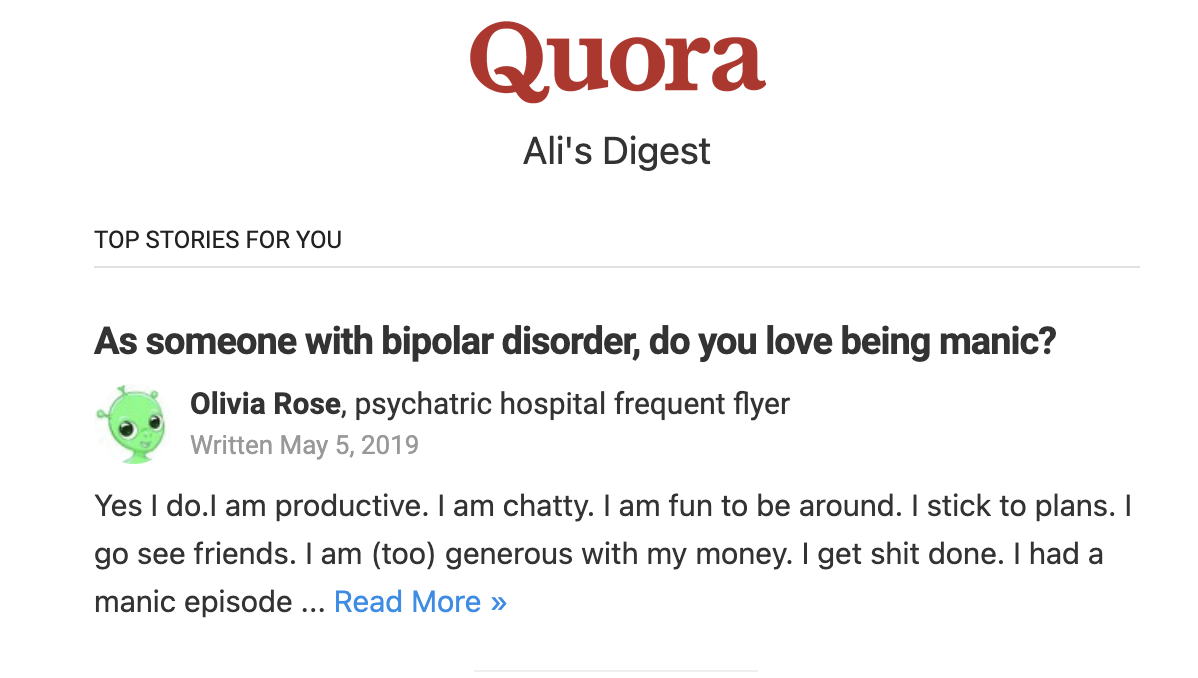 Quora
Ali's Digest
TOP STORIES FOR YOU
As someone with bipolar disorder, do you love being manic?
Olivia Rose, psychatric hospital frequent flyer
Written May 5, 2019
Yes I do.I am productive. I am chatty. I am fun to be around. I stick to plans. I
go see friends. I am (too) generous with my money. I get shit done. I had a
manic episode ... Read More »